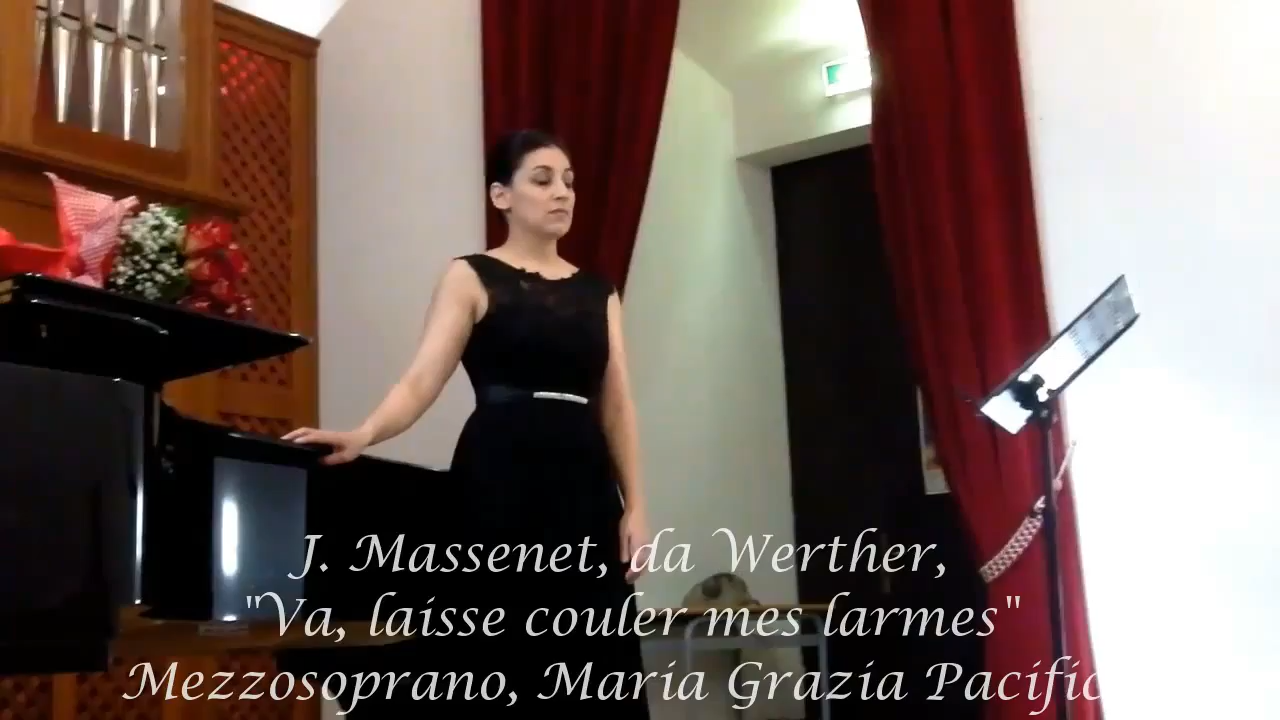 J. Massenet, da Werther,
"Va, laisse couler mes larmes"
Mezzosoprano, Maria Grazia Pacific